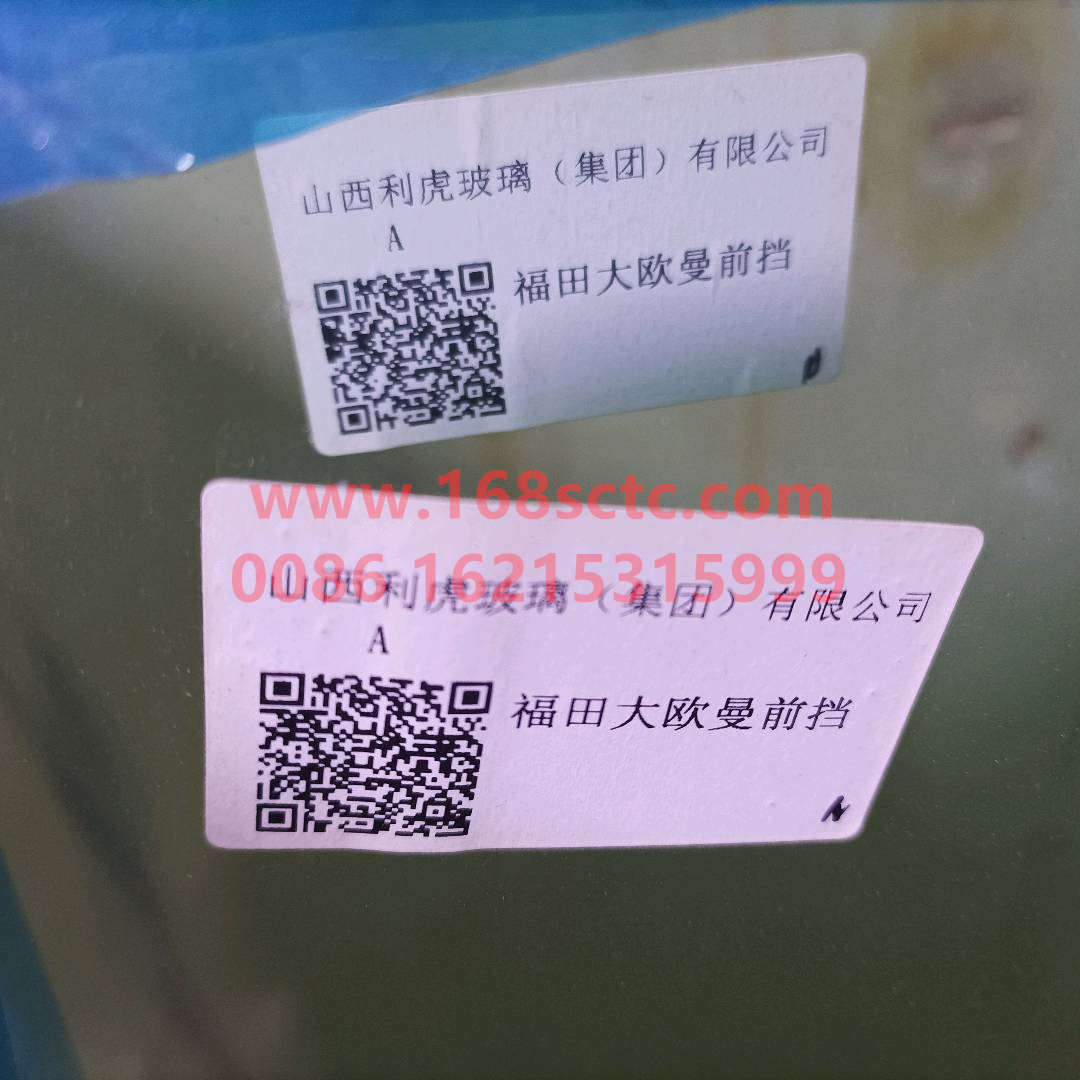 山西利虎玻璃（集团）有限公司
A
福田大欧曼前挡
www.168sctc.com
0086 16215315999
山西利虎玻璃（集团）有限公司
A
福田大欧曼前挡